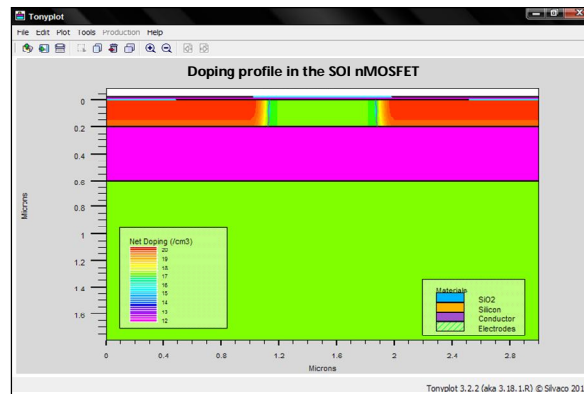 Tonyplot
File Edit Plot Tools Production Help
Doping profile in the SOI nMOSFET
0
0.2
0.4
0.6
0.8
1
1.2
1.4
1.6
Microns
Net Doping (/cm3)
20
19
18
17
16
15
14
13
12
Materials
SiO2
Silicon
Conductor
Electrodes
0 0.4 0.8 1.2 1.6 2 2.4 2.8
Microns
Tonyplot 3.2.2 (aka 3.18.1.R) © Silvaco 201